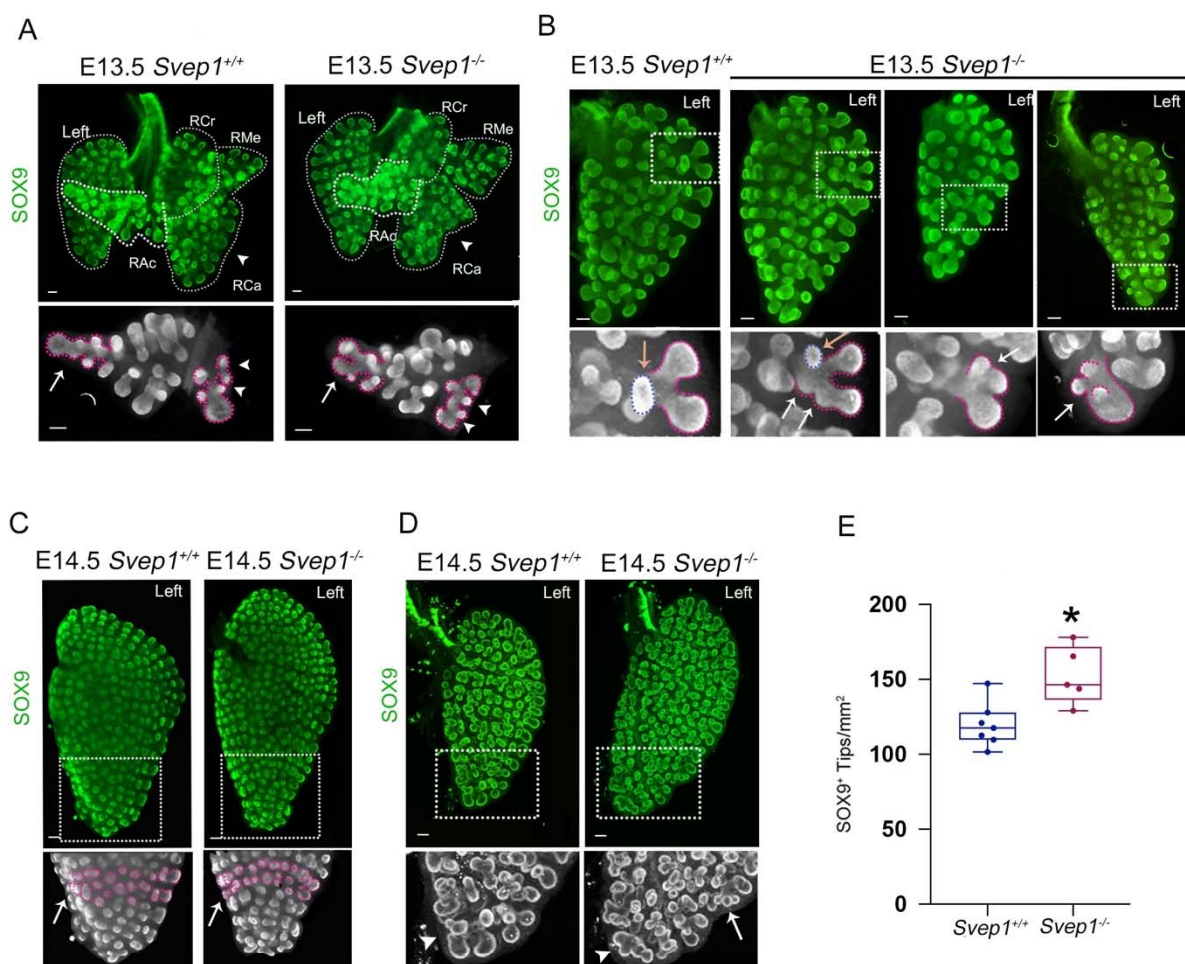 A
E13.5 Svep1+/+
E13.5 Svep1-/-
SOX9
Left
RCr
RMe
RAc
RCa
Left
RCr
RMe
RAc
RCa
B
E13.5 Svep1+/+
E13.5 Svep1-/-
Left
Left
Left
Left
C
E14.5 Svep1+/+
E14.5 Svep1-/-
SOX9
Left
Left
D
E14.5 Svep1+/+
E14.5 Svep1-/-
SOX9
Left
Left
E
SOX9+ Tips/mm2
200
150
100
50
0
*
Svep1+/+
Svep1-/-